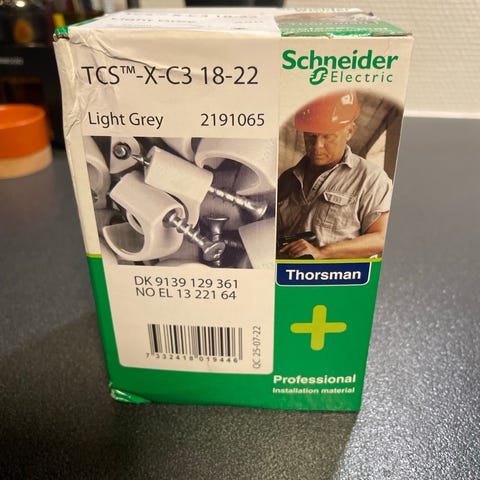 TCS™-X-C3 18-22
Light Grey 2191065
DK 9139 129 361
NO EL 13 221 64
7 332418 019446
QC 25-07-22
Schneider
Electric
Thorsman
Professional
Installation material